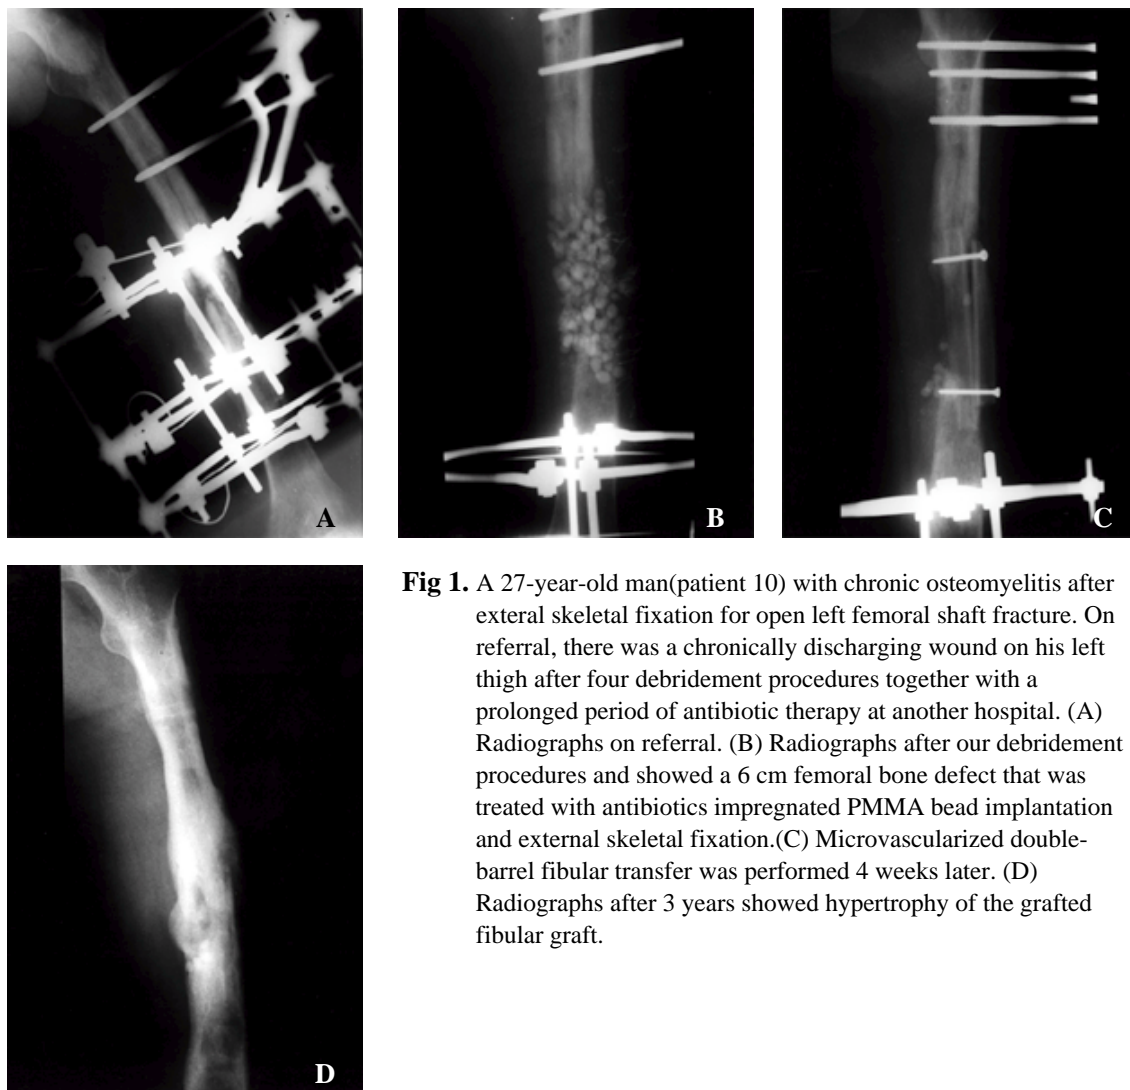 A
B
C
D
Fig 1. A 27-year-old man(patient 10) with chronic osteomyelitis after
exteral skeletal fixation for open left femoral shaft fracture. On
referral, there was a chronically discharging wound on his left
thigh after four debridement procedures together with a
prolonged period of antibiotic therapy at another hospital. (A)
Radiographs on referral. (B) Radiographs after our debridement
procedures and showed a 6 cm femoral bone defect that was
treated with antibiotics impregnated PMMA bead implantation
and external skeletal fixation.(C) Microvascularized double-
barrel fibular transfer was performed 4 weeks later. (D)
Radiographs after 3 years showed hypertrophy of the grafted
fibular graft.